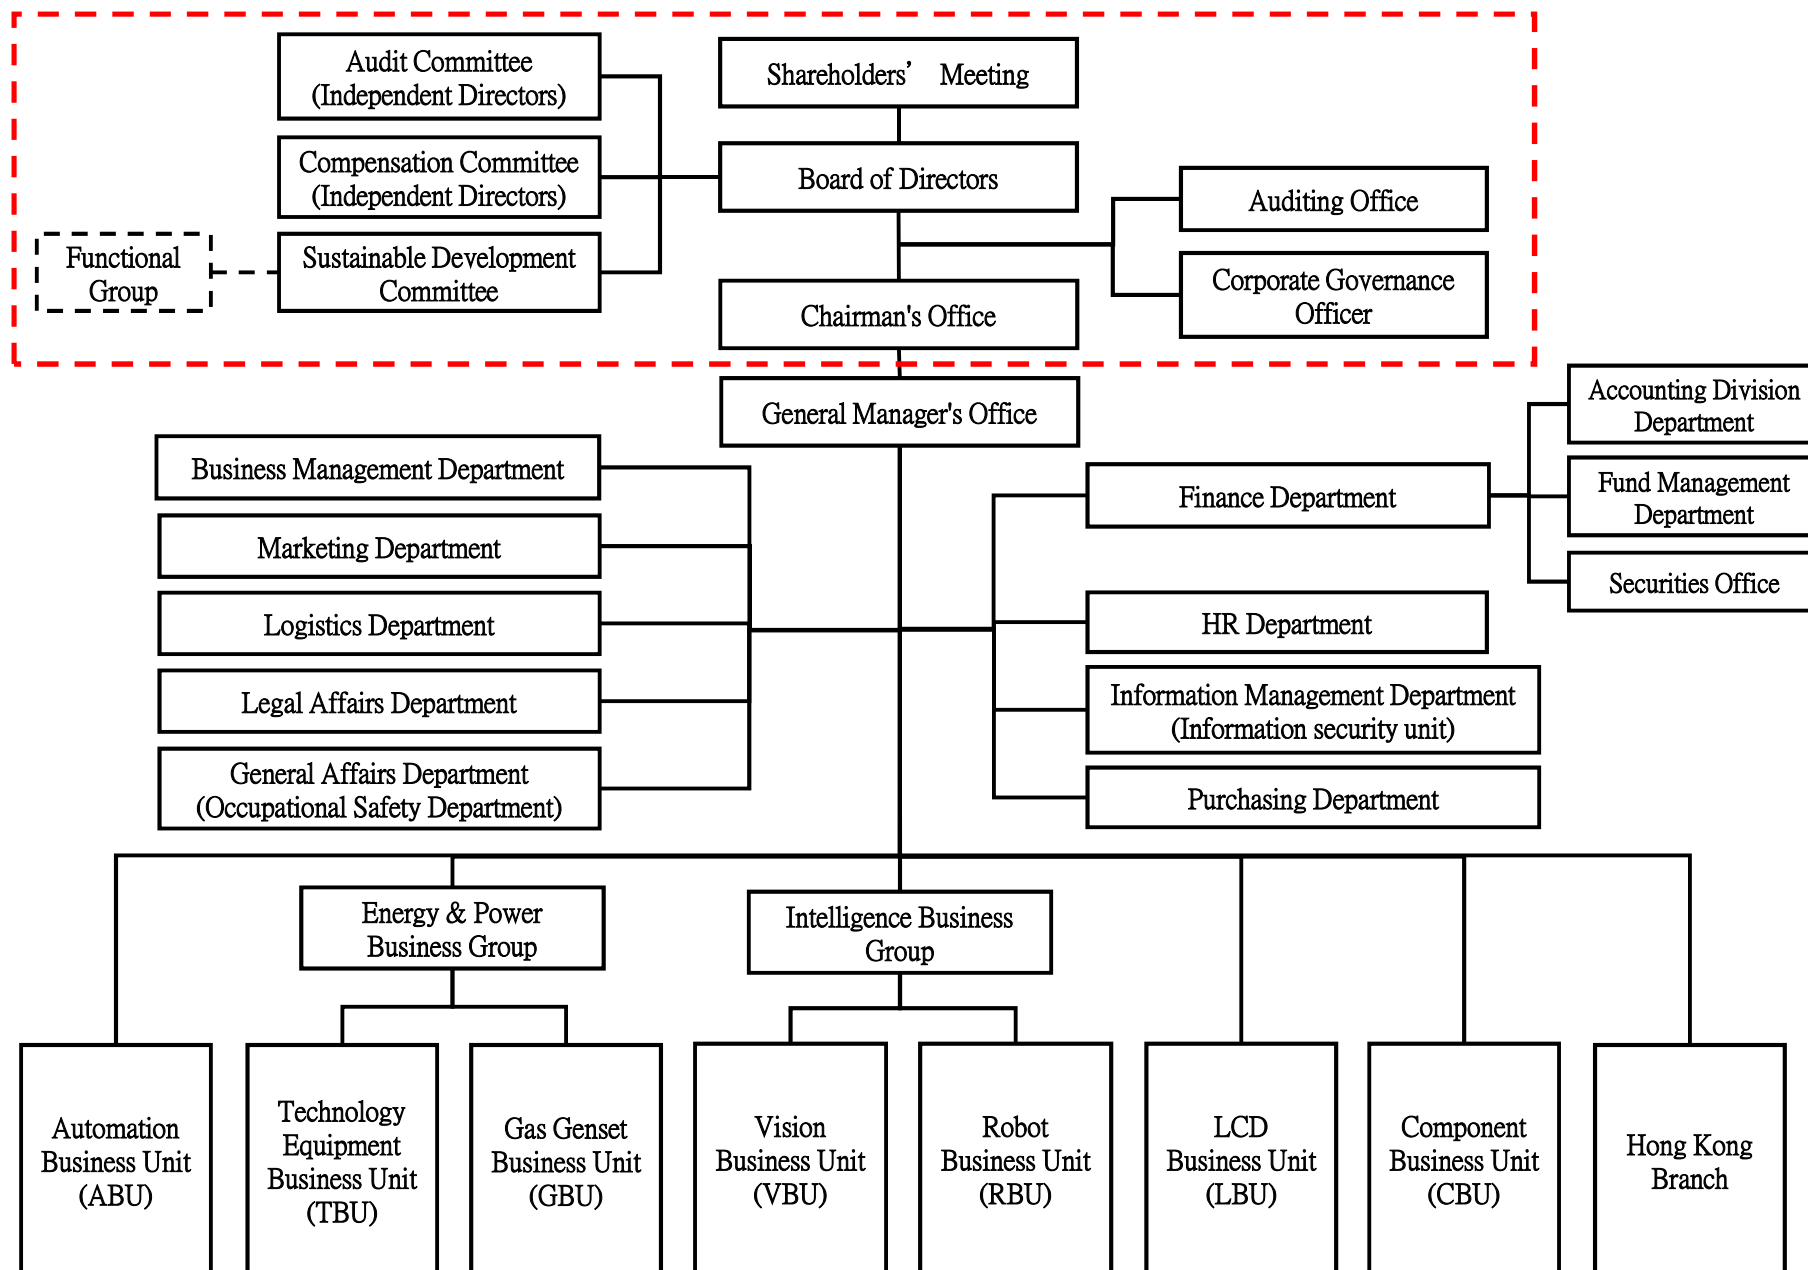 Audit Committee
(Independent Directors)
Shareholders’ Meeting
Compensation Committee
(Independent Directors)
Board of Directors
Auditing Office
Functional
Group
Sustainable Development
Committee
Corporate Governance
Officer
Chairman's Office
General Manager's Office
Accounting Division
Department
Business Management Department
Finance Department
Fund Management
Department
Marketing Department
Securities Office
Logistics Department
HR Department
Legal Affairs Department
Information Management Department
(Information security unit)
General Affairs Department
(Occupational Safety Department)
Purchasing Department
Energy & Power
Business Group
Intelligence Business
Group
Automation
Business Unit
(ABU)
Technology
Equipment
Business Unit
(TBU)
Gas Genset
Business Unit
(GBU)
Vision
Business Unit
(VBU)
Robot
Business Unit
(RBU)
LCD
Business Unit
(LBU)
Component
Business Unit
(CBU)
Hong Kong
Branch